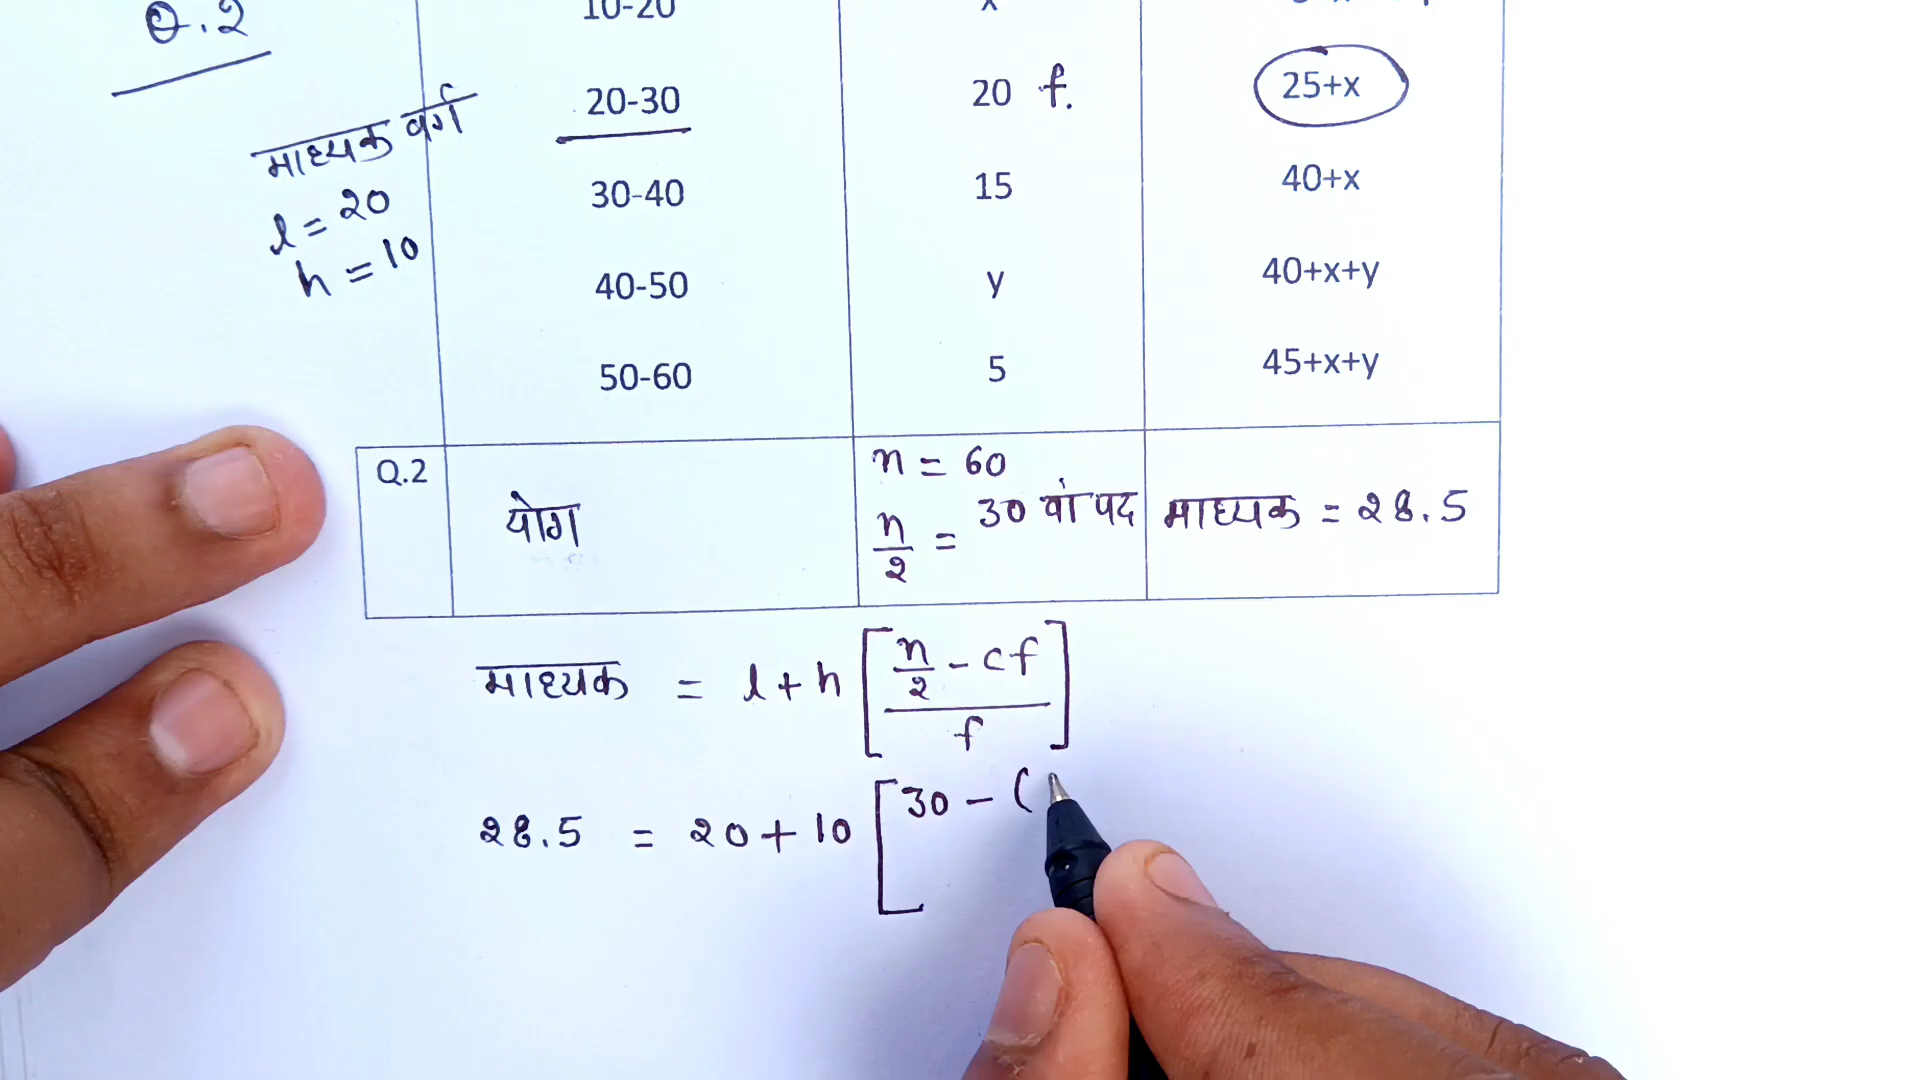 Q.2
10-20 x
20-30 20 f. 25+x
माध्यक वर्ग
30-40 15 40+x
l = 20
h = 10
40-50 y 40+x+y
50-60 5 45+x+y
Q.2 योग n = 60
n/2 = 30 वां पद माध्यक = 28.5
माध्यक = l + h [ n/2 - cf / f ]
28.5 = 20 + 10 [ 30 - (